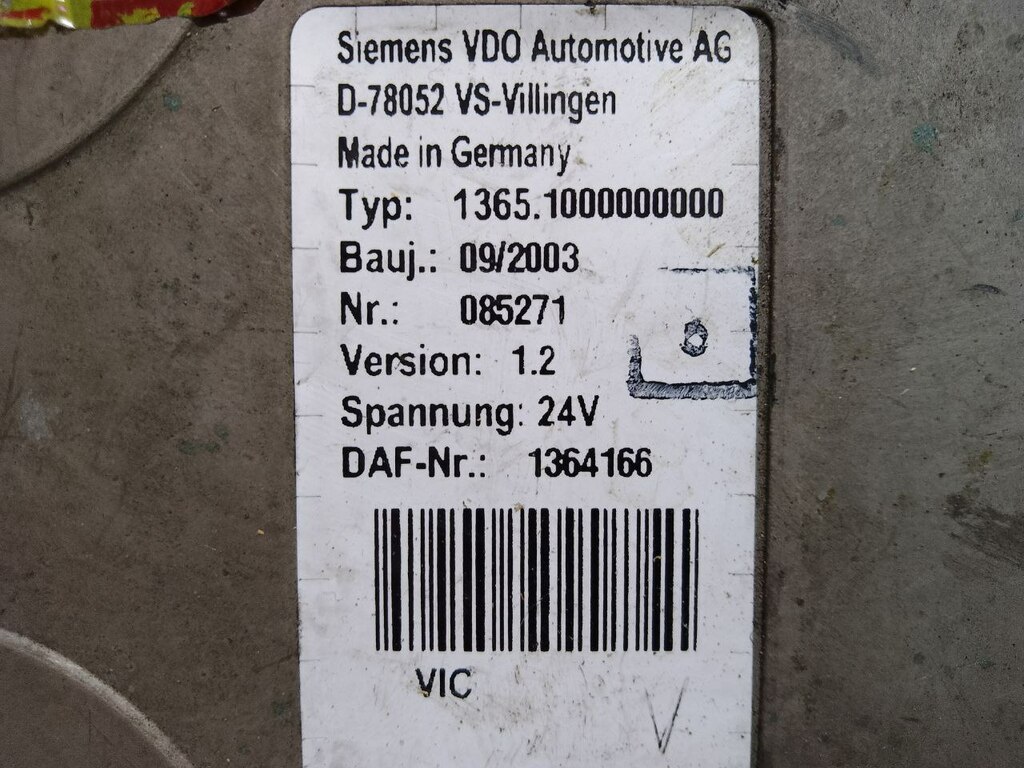 Siemens VDO Automotive AG
D-78052 VS-Villingen
Made in Germany
Typ: 1365.1000000000
Bauj.: 09/2003
Nr.: 085271
Version: 1.2
Spannung: 24V
DAF-Nr.: 1364166
VIC
V